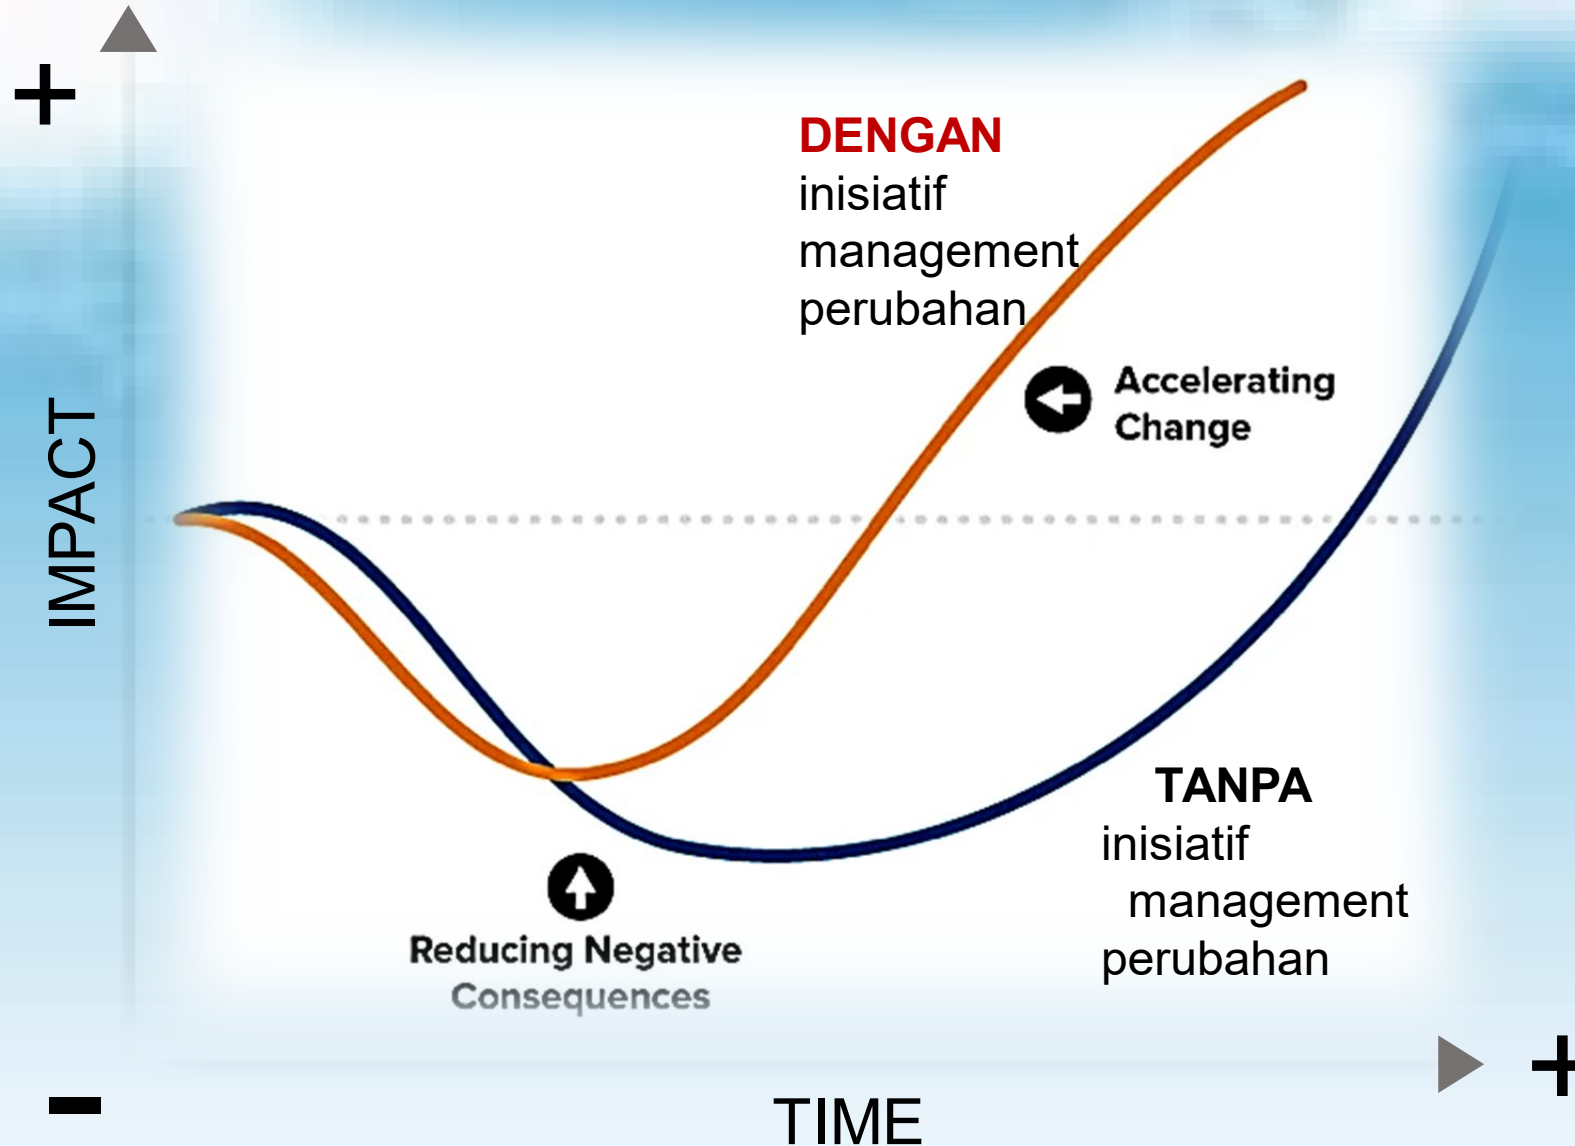 +
DENGAN
inisiatif
management
perubahan
Accelerating
Change
IMPACT
TANPA
inisiatif
management
perubahan
Reducing Negative
Consequences
+
-
TIME